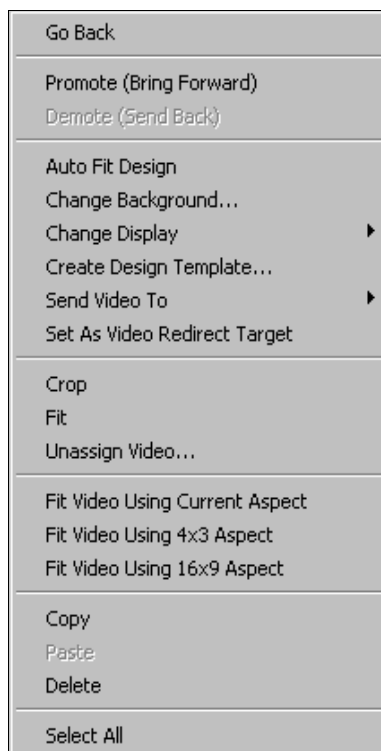 Go Back
Promote (Bring Forward)
Demote (Send Back)
Auto Fit Design
Change Background...
Change Display
Create Design Template...
Send Video To
Set As Video Redirect Target
Crop
Fit
Unassign Video...
Fit Video Using Current Aspect
Fit Video Using 4x3 Aspect
Fit Video Using 16x9 Aspect
Copy
Paste
Delete
Select All